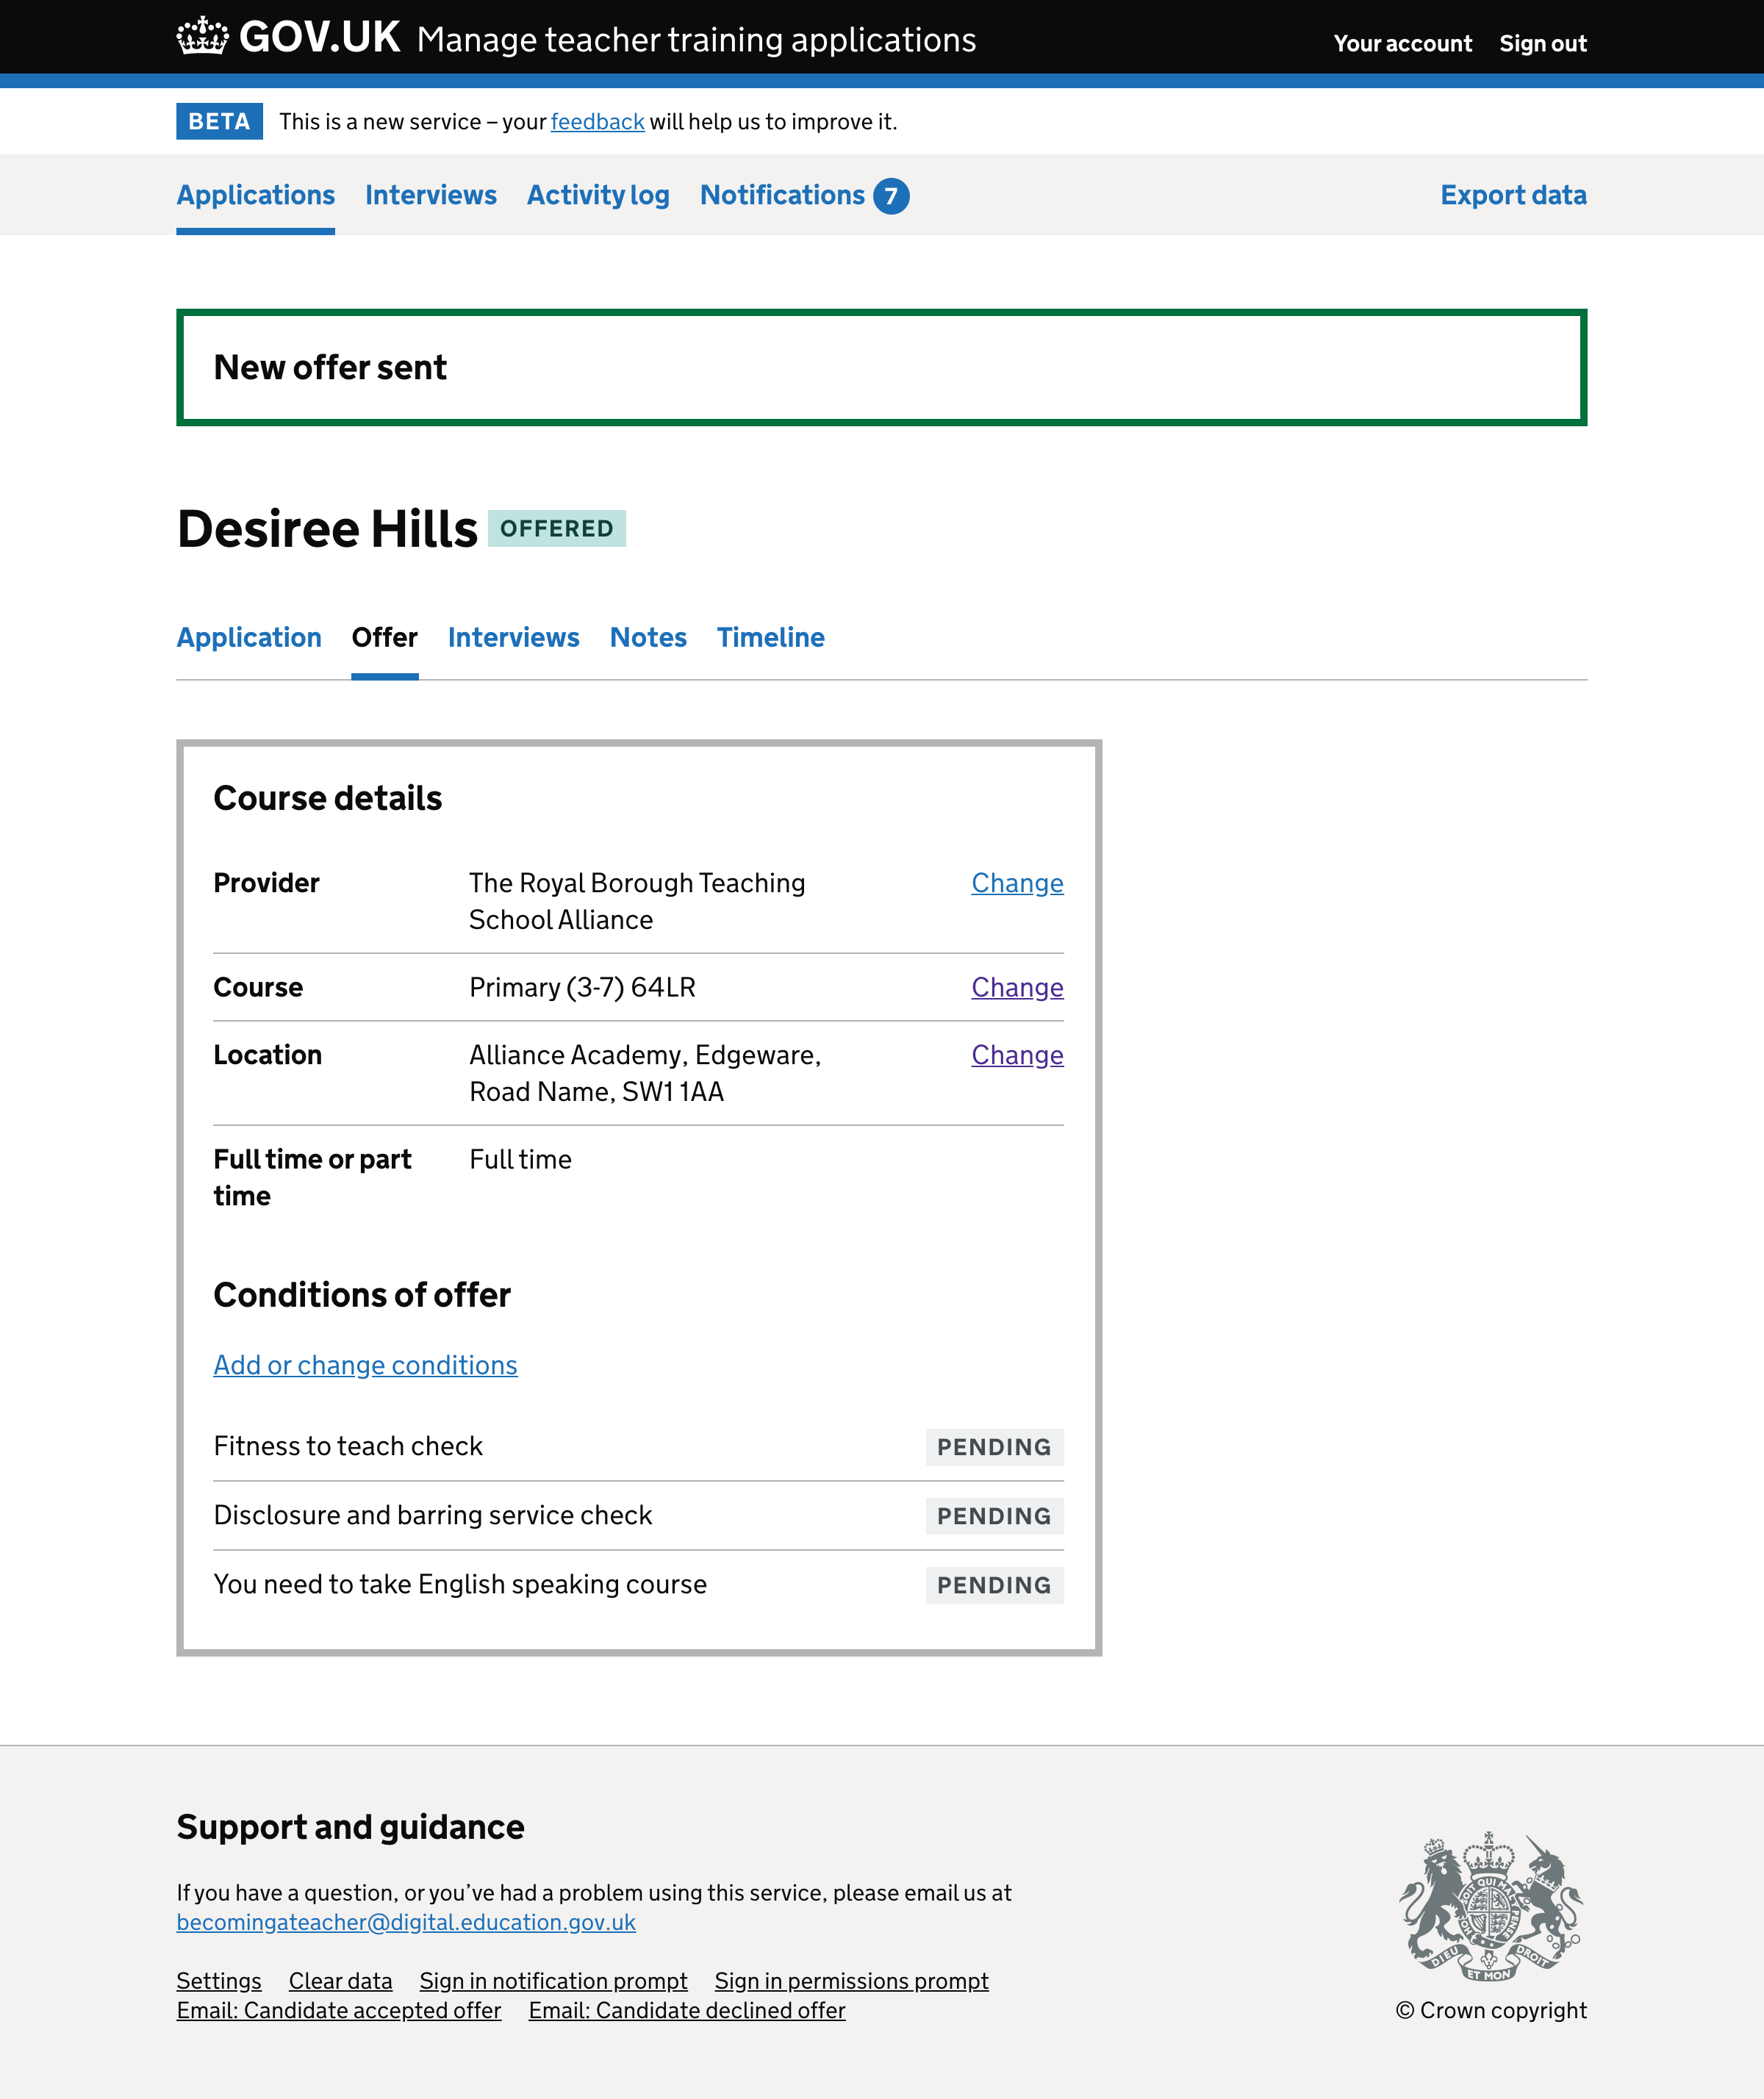 GOV.UK Manage teacher training applications Your account Sign out
BETA This is a new service – your feedback will help us to improve it.
Applications Interviews Activity log Notifications 7 Export data
New offer sent
Desiree Hills OFFERED
Application Offer Interviews Notes Timeline
Course details
Provider The Royal Borough Teaching Change
School Alliance
Course Primary (3-7) 64LR Change
Location Alliance Academy, Edgeware, Change
Road Name, SW1 1AA
Full time or part Full time
time
Conditions of offer
Add or change conditions
Fitness to teach check PENDING
Disclosure and barring service check PENDING
You need to take English speaking course PENDING
Support and guidance
If you have a question, or you’ve had a problem using this service, please email us at
becomingateacher@digital.education.gov.uk
Settings Clear data Sign in notification prompt Sign in permissions prompt
Email: Candidate accepted offer Email: Candidate declined offer
DIEU ET MON DROIT
© Crown copyright